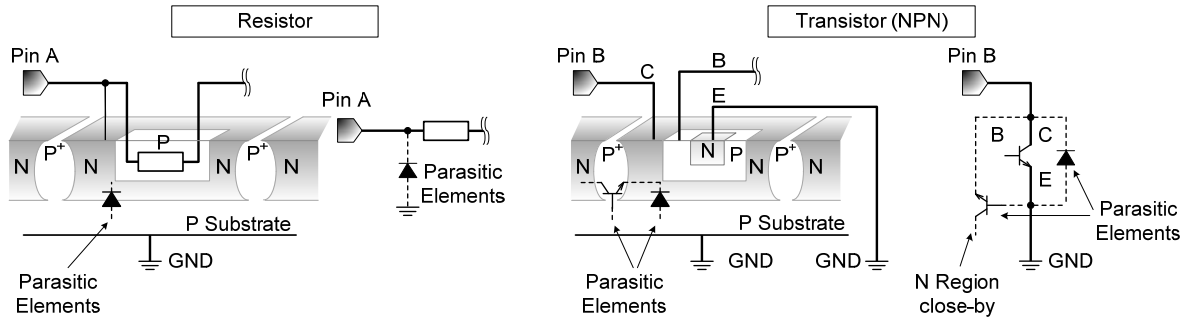 Resistor
Pin A
N
P+
N
P
N
P+
N
P Substrate
GND
Parasitic
Elements
Pin A
Parasitic
Elements
Transistor (NPN)
Pin B
C
B
E
N
P+
N
N
P
N
P+
N
P Substrate
GND
GND
Parasitic
Elements
Pin B
B
C
E
Parasitic
Elements
GND
N Region
close-by